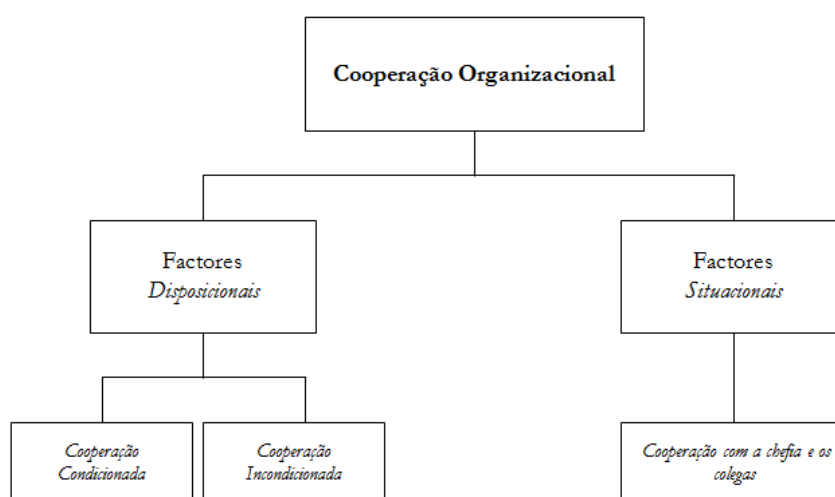 Cooperação Organizacional
Factores
Disposicionais
Factores
Situacionais
Cooperação
Condicionada
Cooperação
Incondicionada
Cooperação com a chefia e os
colegas